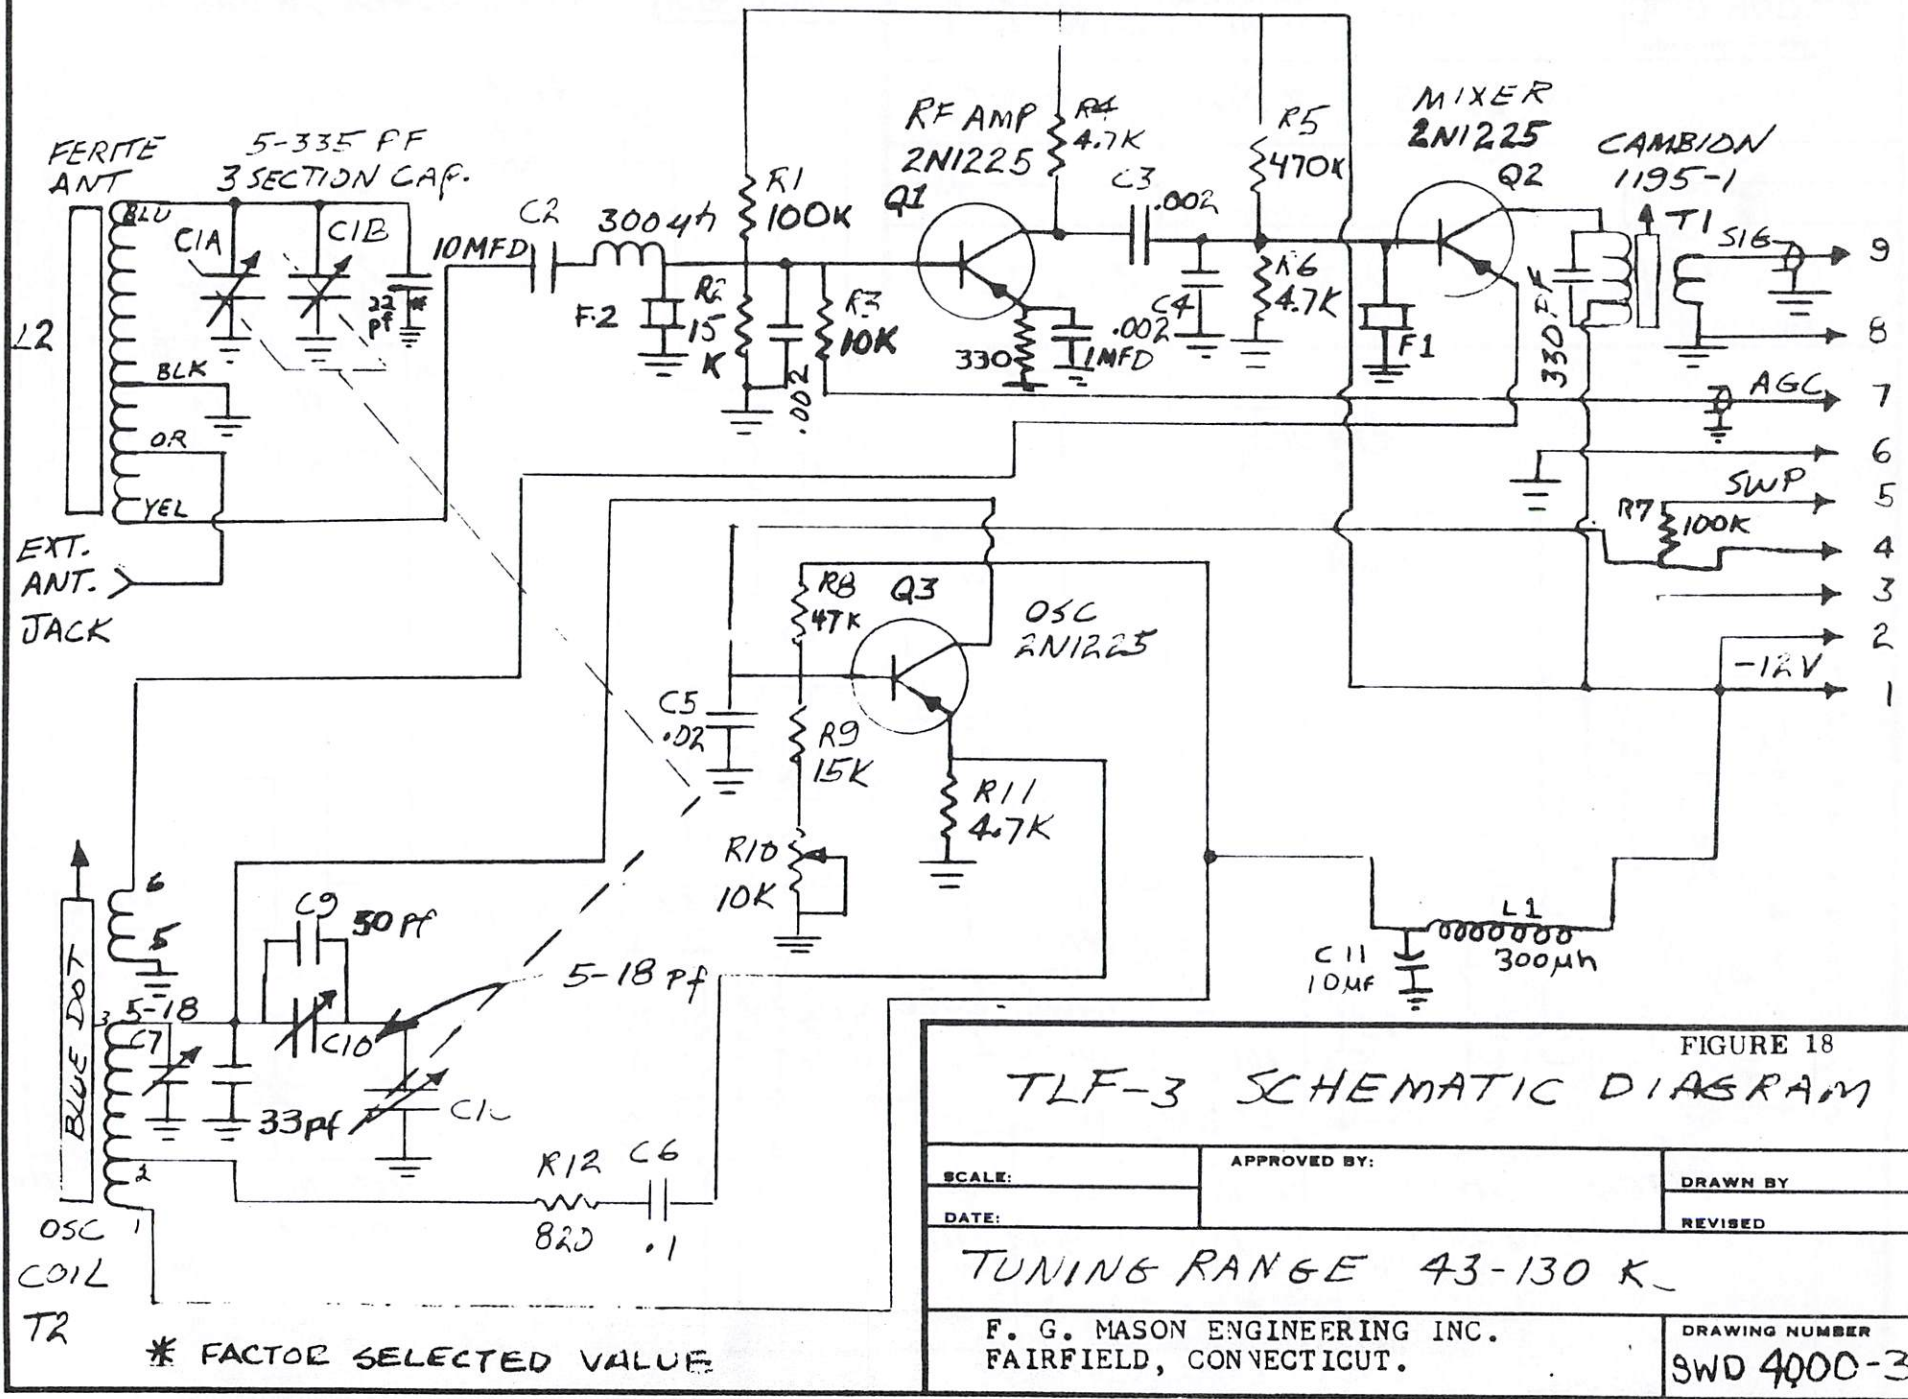 FERITE
ANT
5-335 PF
3 SECTION CAP.
BLU
C1A
C1B
22
pf
*
L2
BLK
OR
YEL
EXT.
ANT.
JACK
10MFD
C2
300 μh
F2
R1
100K
R2
15
K
.002
R3
10K
RF AMP
2N1225
Q1
R4
4.7K
330
1MFD
C3
.002
C4
.002
R5
470K
R6
4.7K
F1
MIXER
2N1225
Q2
330 PF
CAMBION
1195-1
T1
SIG
9
8
AGC
7
6
SWP
5
R7
100K
4
3
2
-12V
1
R8
47K
Q3
OSC
2N1225
C5
.02
R9
15K
R10
10K
R11
4.7K
C11
10μF
L1
300μh
6
5
BLUE DOT
3
5-18
C7
C9
50 Pf
C10
5-18 Pf
33pf
2
1
R12
820
C6
.1
OSC
COIL
T2
* FACTOR SELECTED VALUE
FIGURE 18
TLF-3 SCHEMATIC DIAGRAM
SCALE:
APPROVED BY:
DRAWN BY
DATE:
REVISED
TUNING RANGE 43-130 K
F. G. MASON ENGINEERING INC.
FAIRFIELD, CONNECTICUT.
DRAWING NUMBER
SWD 4000-3